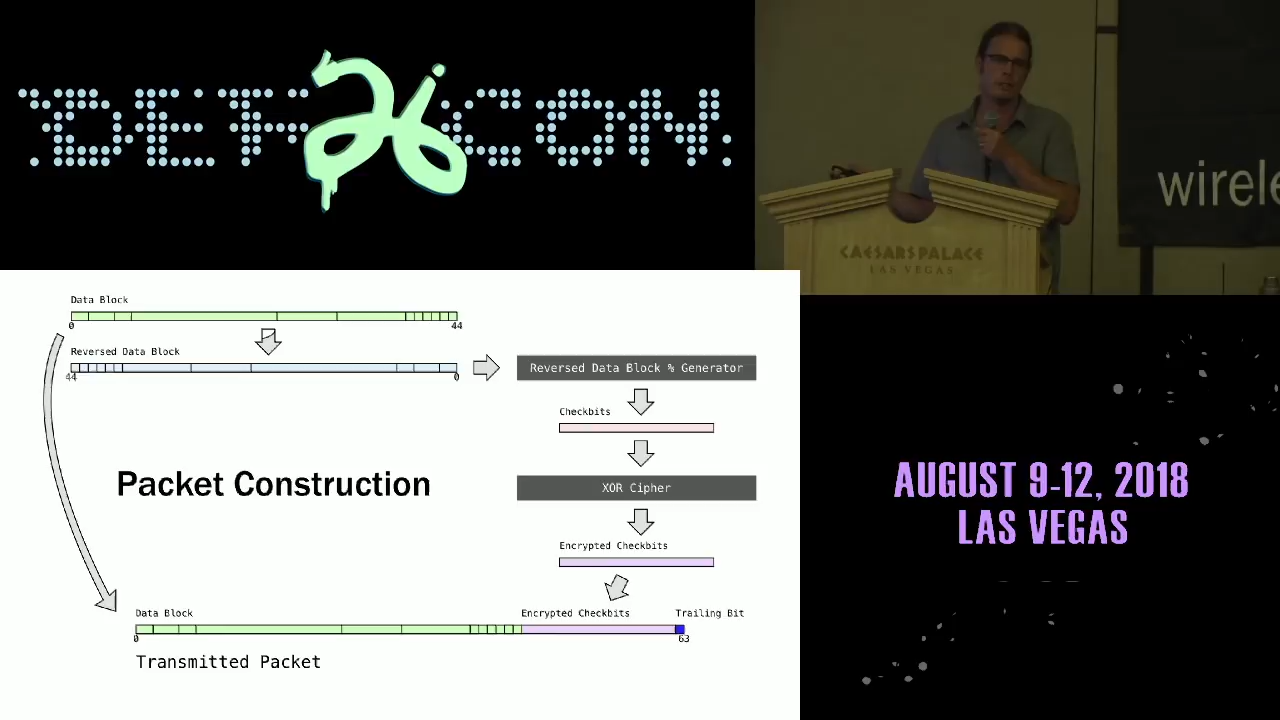 DEF CON
26
wirele
CAESARS PALACE
LAS VEGAS
Data Block
0
44
Reversed Data Block
44
0
Reversed Data Block % Generator
Checkbits
XOR Cipher
Encrypted Checkbits
Packet Construction
Data Block
Encrypted Checkbits
Trailing Bit
0
63
Transmitted Packet
AUGUST 9-12, 2018
LAS VEGAS